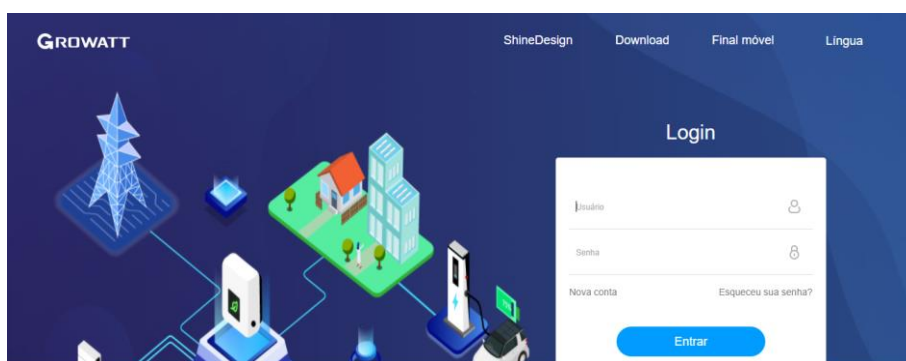 GROWATT
ShineDesign Download Final móvel Língua
Login
Usuário
Senha
Nova conta Esqueceu sua senha?
Entrar